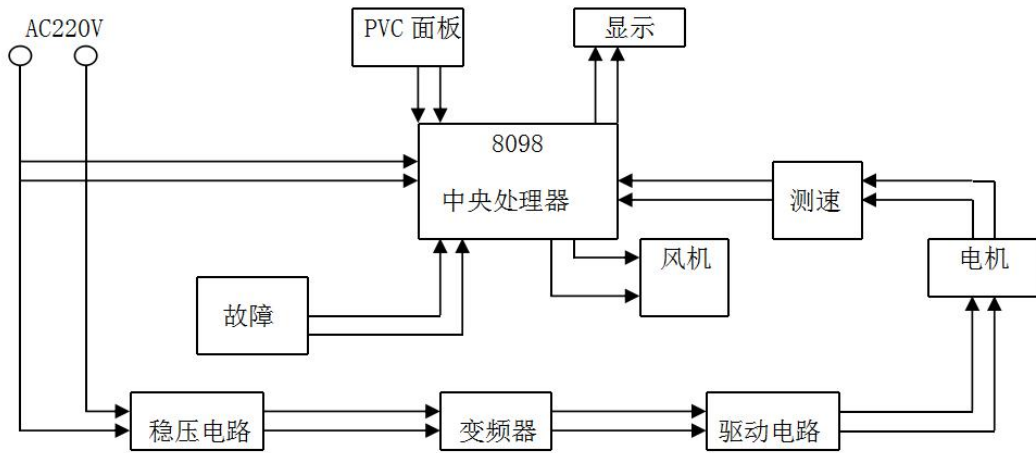 AC220V
PVC 面板
显示
8098
中央处理器
测速
风机
电机
故障
稳压电路
变频器
驱动电路